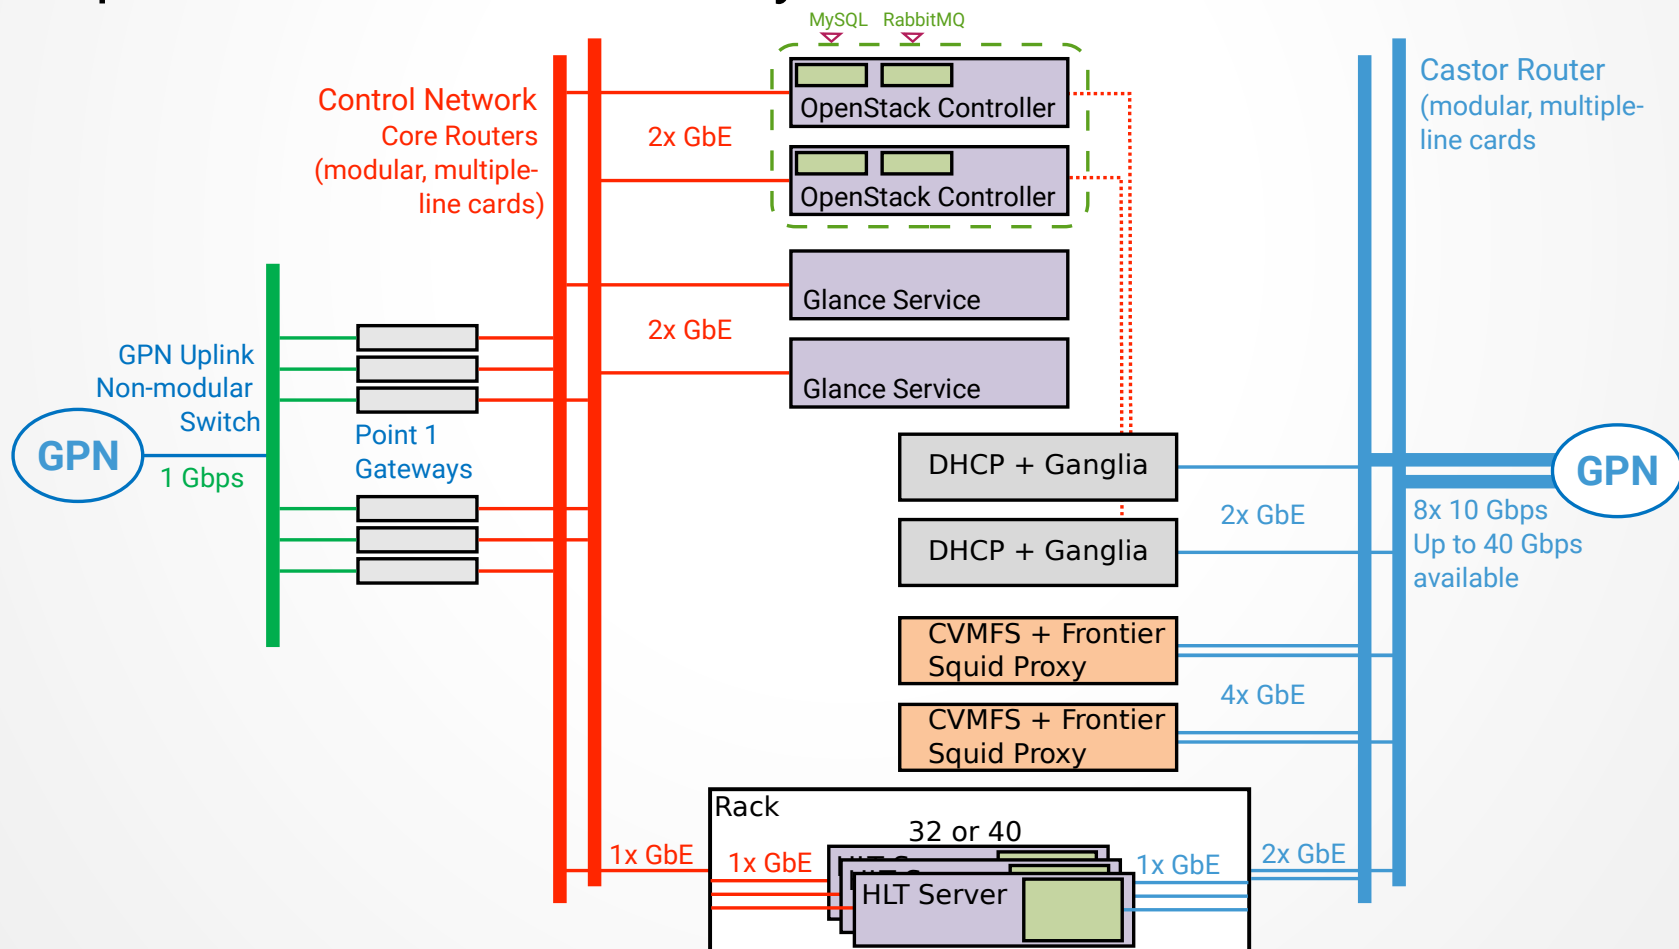 MySQL
RabbitMQ
Control Network
Core Routers
(modular, multiple-
line cards)
2x GbE
OpenStack Controller
OpenStack Controller
Castor Router
(modular, multiple-
line cards
Glance Service
2x GbE
Glance Service
GPN Uplink
Non-modular
Switch
GPN
1 Gbps
Point 1
Gateways
DHCP + Ganglia
2x GbE
DHCP + Ganglia
GPN
8x 10 Gbps
Up to 40 Gbps
available
CVMFS + Frontier
Squid Proxy
4x GbE
CVMFS + Frontier
Squid Proxy
Rack
32 or 40
1x GbE
1x GbE
HLT Server
1x GbE
2x GbE